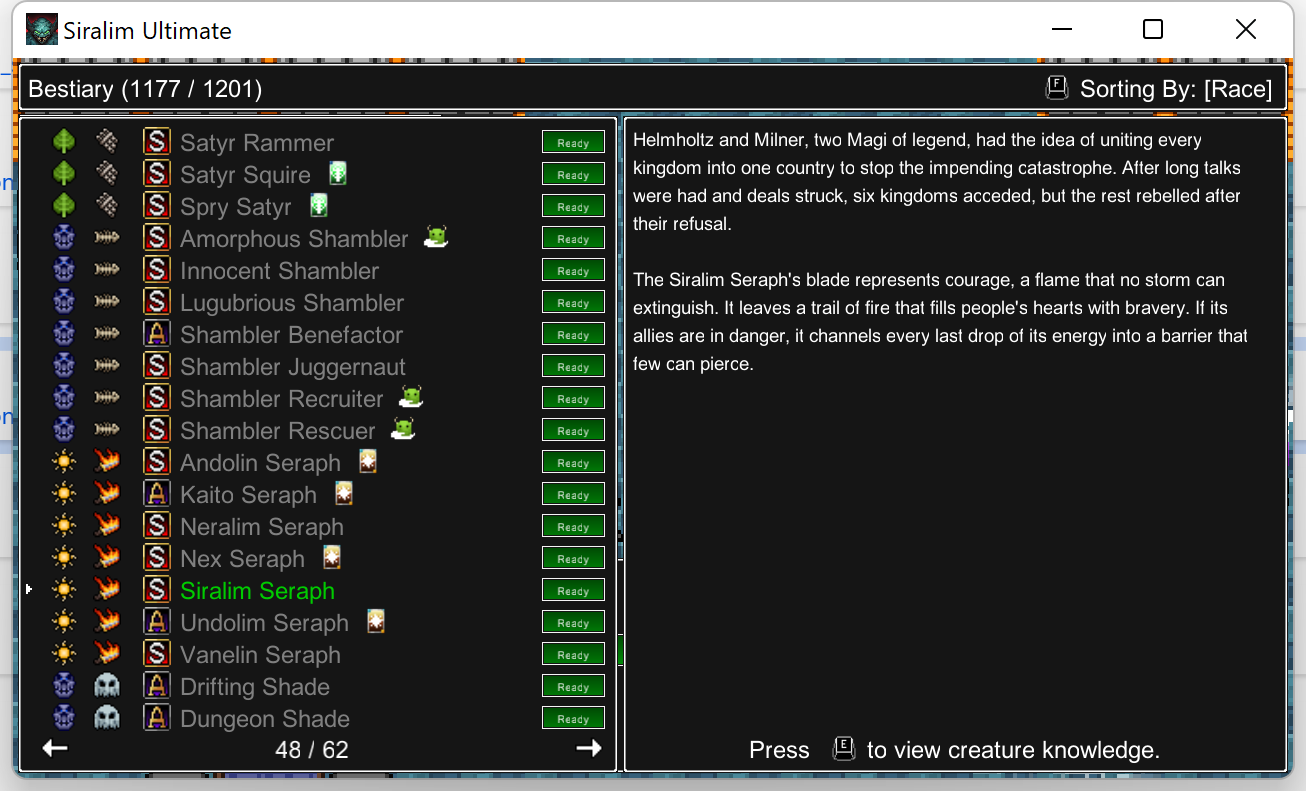 Siralim Ultimate
Bestiary (1177 / 1201)
F Sorting By: [Race]
S Satyr Rammer Ready
S Satyr Squire Ready
S Spry Satyr Ready
S Amorphous Shambler Ready
S Innocent Shambler Ready
S Lugubrious Shambler Ready
A Shambler Benefactor Ready
S Shambler Juggernaut Ready
S Shambler Recruiter Ready
S Shambler Rescuer Ready
S Andolin Seraph Ready
A Kaito Seraph Ready
S Neralim Seraph Ready
S Nex Seraph Ready
S Siralim Seraph Ready
A Undolim Seraph Ready
S Vanelin Seraph Ready
A Drifting Shade Ready
A Dungeon Shade Ready
48 / 62
Helmholtz and Milner, two Magi of legend, had the idea of uniting every
kingdom into one country to stop the impending catastrophe. After long talks
were had and deals struck, six kingdoms acceded, but the rest rebelled after
their refusal.
The Siralim Seraph's blade represents courage, a flame that no storm can
extinguish. It leaves a trail of fire that fills people's hearts with bravery. If its
allies are in danger, it channels every last drop of its energy into a barrier that
few can pierce.
Press E to view creature knowledge.